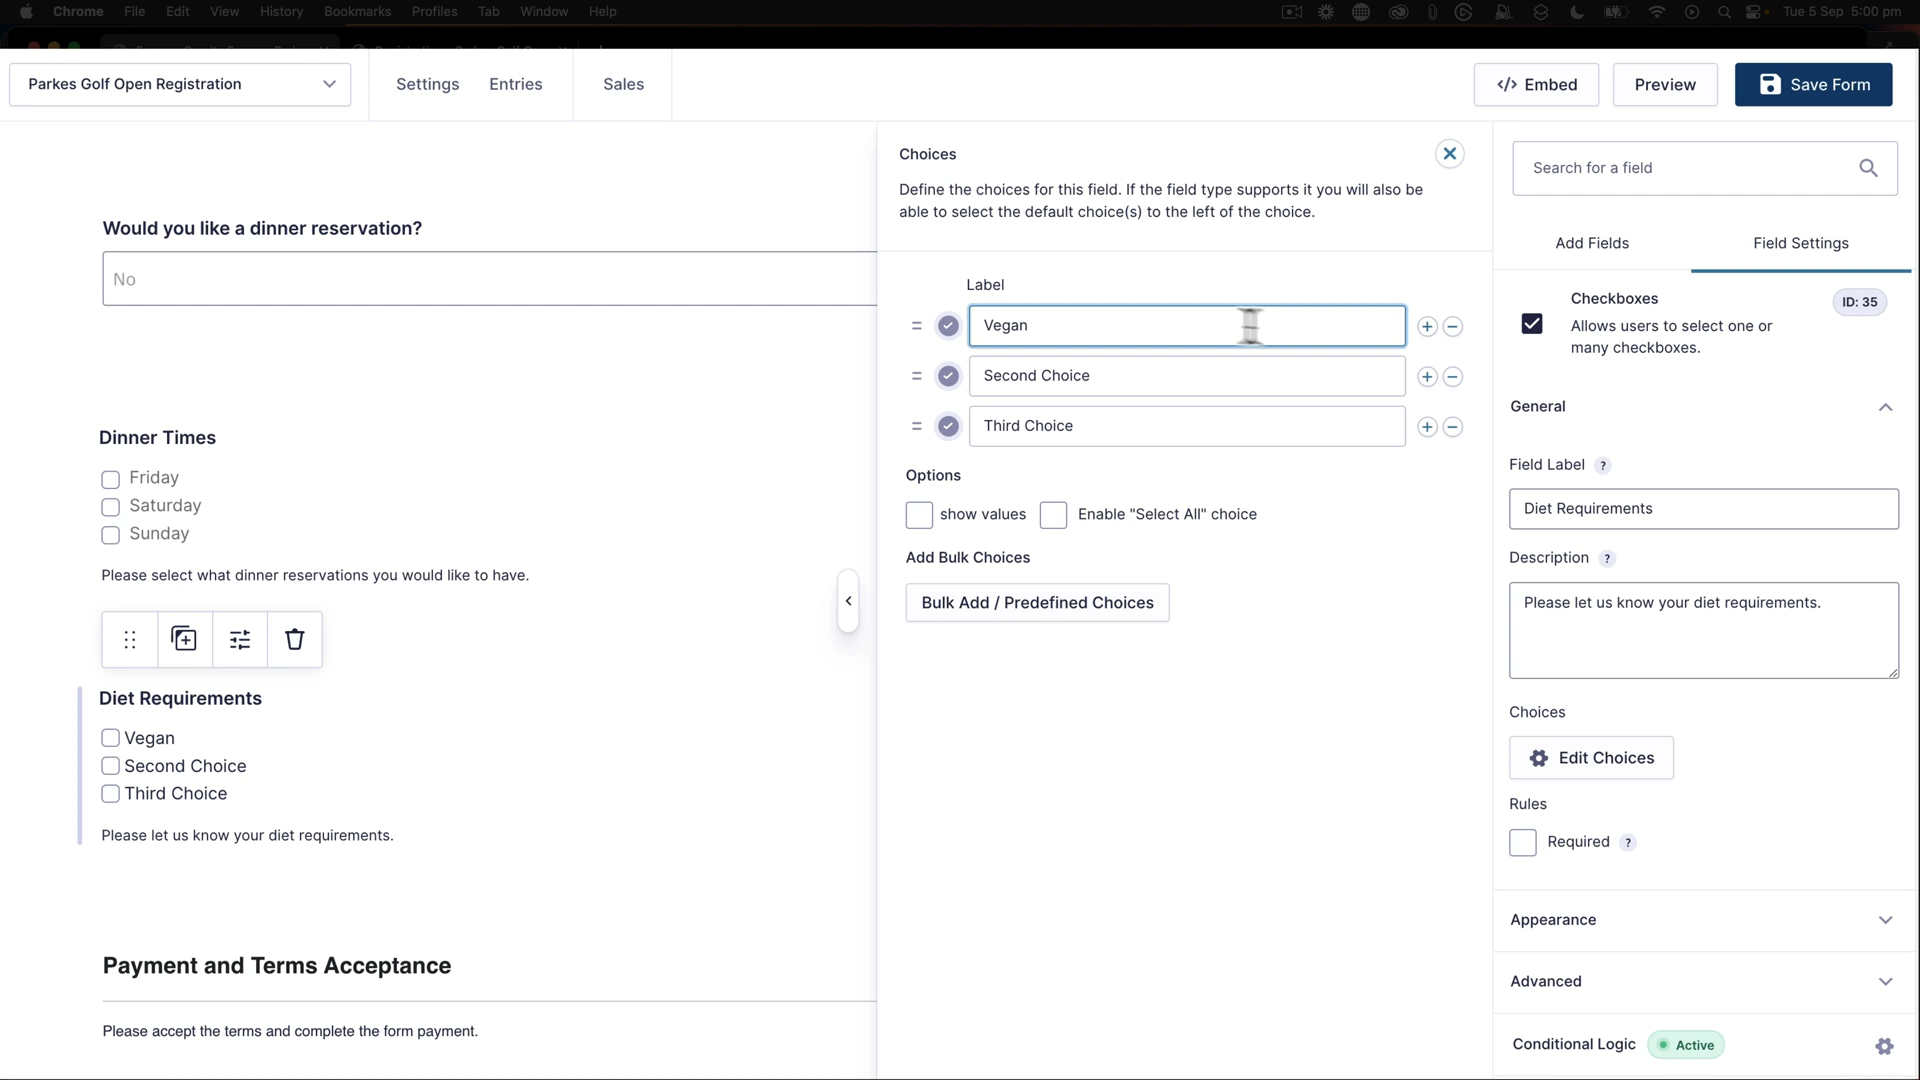 Chrome File Edit View History Bookmarks Profiles Tab Window Help Tue 5 Sep 5:00 pm
Parkes Golf Open Registration Settings Entries Sales </> Embed Preview Save Form
Would you like a dinner reservation?
No
Dinner Times
Friday
Saturday
Sunday
Please select what dinner reservations you would like to have.
Diet Requirements
Vegan
Second Choice
Third Choice
Please let us know your diet requirements.
Payment and Terms Acceptance
Please accept the terms and complete the form payment.
Choices
Define the choices for this field. If the field type supports it you will also be
able to select the default choice(s) to the left of the choice.
Label
Vegan
Second Choice
Third Choice
Options
show values Enable "Select All" choice
Add Bulk Choices
Bulk Add / Predefined Choices
Search for a field
Add Fields Field Settings
Checkboxes ID: 35
Allows users to select one or
many checkboxes.
General
Field Label ?
Diet Requirements
Description ?
Please let us know your diet requirements.
Choices
Edit Choices
Rules
Required ?
Appearance
Advanced
Conditional Logic Active